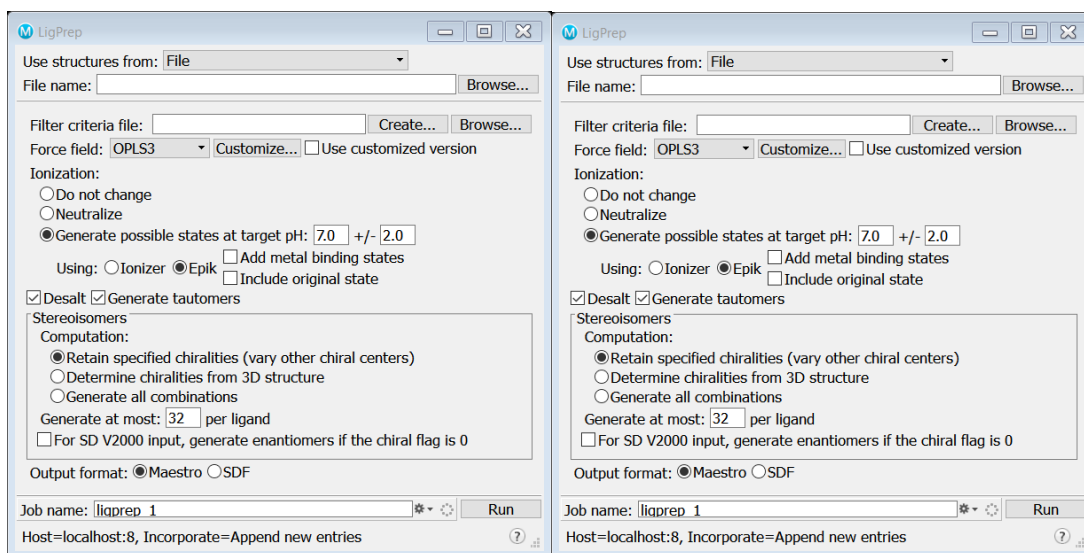 LigPrep
Use structures from: File
File name: Browse...
Filter criteria file: Create... Browse...
Force field: OPLS3 Customize... Use customized version
Ionization:
Do not change
Neutralize
Generate possible states at target pH: 7.0 +/- 2.0
Add metal binding states
Using: Ionizer Epik
Include original state
Desalt Generate tautomers
Stereoisomers
Computation:
Retain specified chiralities (vary other chiral centers)
Determine chiralities from 3D structure
Generate all combinations
Generate at most: 32 per ligand
For SD V2000 input, generate enantiomers if the chiral flag is 0
Output format: Maestro SDF
Job name: ligprep_1 Run
Host=localhost:8, Incorporate=Append new entries
LigPrep
Use structures from: File
File name: Browse...
Filter criteria file: Create... Browse...
Force field: OPLS3 Customize... Use customized version
Ionization:
Do not change
Neutralize
Generate possible states at target pH: 7.0 +/- 2.0
Add metal binding states
Using: Ionizer Epik
Include original state
Desalt Generate tautomers
Stereoisomers
Computation:
Retain specified chiralities (vary other chiral centers)
Determine chiralities from 3D structure
Generate all combinations
Generate at most: 32 per ligand
For SD V2000 input, generate enantiomers if the chiral flag is 0
Output format: Maestro SDF
Job name: ligprep_1 Run
Host=localhost:8, Incorporate=Append new entries